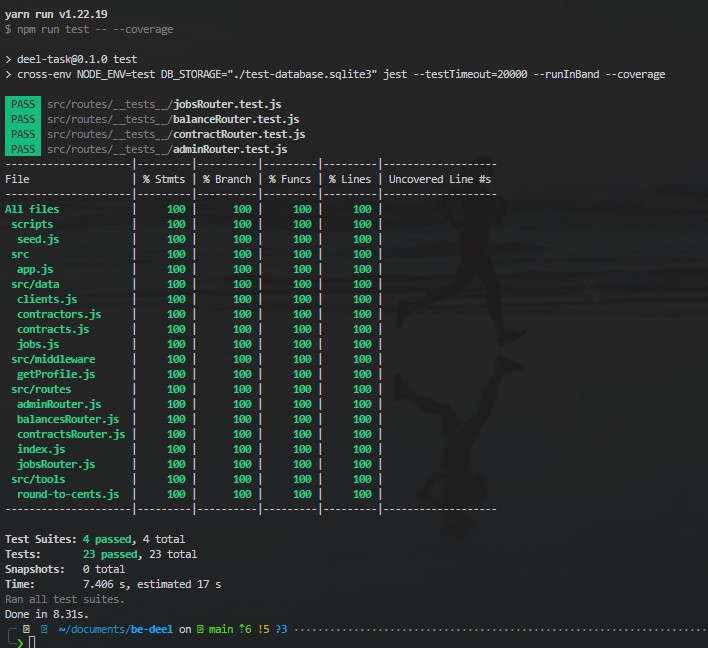 yarn run v1.22.19
$ npm run test -- --coverage
> deel-task@0.1.0 test
> cross-env NODE_ENV=test DB_STORAGE="./test-database.sqlite3" jest --testTimeout=20000 --runInBand --coverage
PASS src/routes/__tests__/jobsRouter.test.js
PASS src/routes/__tests__/balanceRouter.test.js
PASS src/routes/__tests__/contractRouter.test.js
PASS src/routes/__tests__/adminRouter.test.js
---------------------|---------|----------|---------|---------|-------------------
File                 | % Stmts | % Branch | % Funcs | % Lines | Uncovered Line #s
---------------------|---------|----------|---------|---------|-------------------
All files            |     100 |      100 |     100 |     100 |
 scripts             |     100 |      100 |     100 |     100 |
  seed.js            |     100 |      100 |     100 |     100 |
 src                 |     100 |      100 |     100 |     100 |
  app.js             |     100 |      100 |     100 |     100 |
 src/data            |     100 |      100 |     100 |     100 |
  clients.js         |     100 |      100 |     100 |     100 |
  contractors.js     |     100 |      100 |     100 |     100 |
  contracts.js       |     100 |      100 |     100 |     100 |
  jobs.js            |     100 |      100 |     100 |     100 |
 src/middleware      |     100 |      100 |     100 |     100 |
  getProfile.js      |     100 |      100 |     100 |     100 |
 src/routes          |     100 |      100 |     100 |     100 |
  adminRouter.js     |     100 |      100 |     100 |     100 |
  balancesRouter.js  |     100 |      100 |     100 |     100 |
  contractsRouter.js |     100 |      100 |     100 |     100 |
  index.js           |     100 |      100 |     100 |     100 |
  jobsRouter.js      |     100 |      100 |     100 |     100 |
 src/tools           |     100 |      100 |     100 |     100 |
  round-to-cents.js  |     100 |      100 |     100 |     100 |
---------------------|---------|----------|---------|---------|-------------------
Test Suites: 4 passed, 4 total
Tests:       23 passed, 23 total
Snapshots:   0 total
Time:        7.406 s, estimated 17 s
Ran all test suites.
Done in 8.31s.
~/documents/be-deel on main ⇡6 !5 ?3